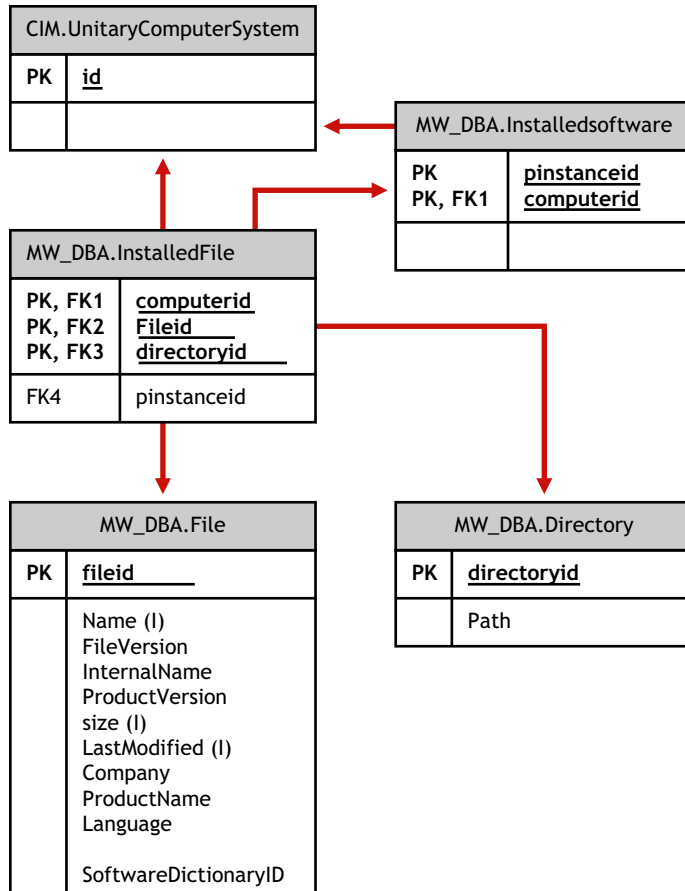 CIM.UnitaryComputerSystem
PK id
MW_DBA.Installedsoftware
PK pinstanceid
PK, FK1 computerid
MW_DBA.InstalledFile
PK, FK1 computerid
PK, FK2 Fileid
PK, FK3 directoryid
FK4 pinstanceid
MW_DBA.File
PK fileid
Name (I)
FileVersion
InternalName
ProductVersion
size (I)
LastModified (I)
Company
ProductName
Language
SoftwareDictionaryID
MW_DBA.Directory
PK directoryid
Path